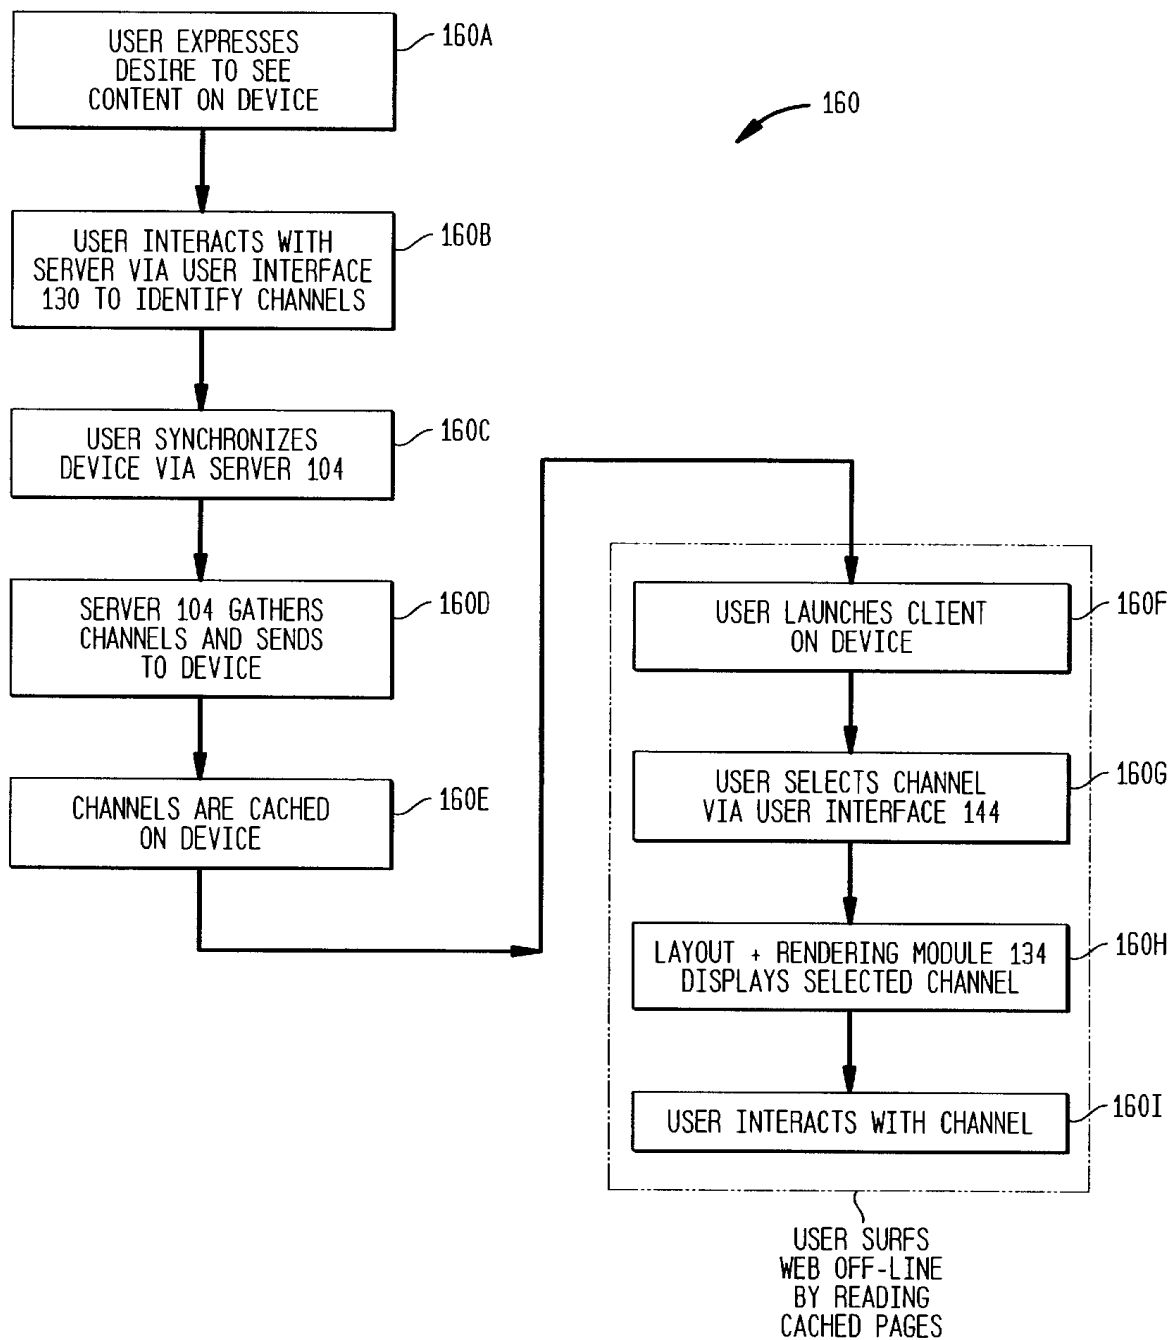 USER EXPRESSES
DESIRE TO SEE
CONTENT ON DEVICE
160A
160
USER INTERACTS WITH
SERVER VIA USER INTERFACE
130 TO IDENTIFY CHANNELS
160B
USER SYNCHRONIZES
DEVICE VIA SERVER 104
160C
SERVER 104 GATHERS
CHANNELS AND SENDS
TO DEVICE
160D
CHANNELS ARE CACHED
ON DEVICE
160E
USER LAUNCHES CLIENT
ON DEVICE
160F
USER SELECTS CHANNEL
VIA USER INTERFACE 144
160G
LAYOUT + RENDERING MODULE 134
DISPLAYS SELECTED CHANNEL
160H
USER INTERACTS WITH CHANNEL
160I
USER SURFS
WEB OFF-LINE
BY READING
CACHED PAGES